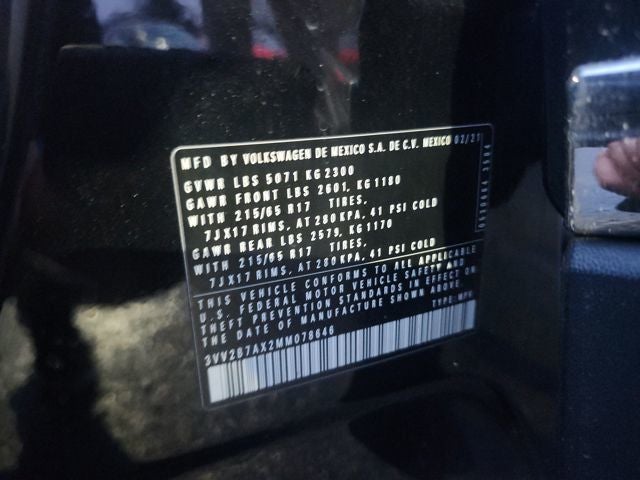 MFD BY VOLKSWAGEN DE MEXICO S.A. DE C.V. MEXICO 02/21
GVWR LBS 5071 KG 2300
GAWR FRONT LBS 2601, KG 1180
WITH 215/65 R17 TIRES,
7JX17 RIMS, AT 280 KPA, 41 PSI COLD
GAWR REAR LBS 2579, KG 1170
WITH 215/65 R17 TIRES,
7JX17 RIMS, AT 280 KPA, 41 PSI COLD
THIS VEHICLE CONFORMS TO ALL APPLICABLE
U.S. FEDERAL MOTOR VEHICLE SAFETY AND
THEFT PREVENTION STANDARDS IN EFFECT ON
THE DATE OF MANUFACTURE SHOWN ABOVE.
TYPE: MPV
3VV2B7AX2MM078646